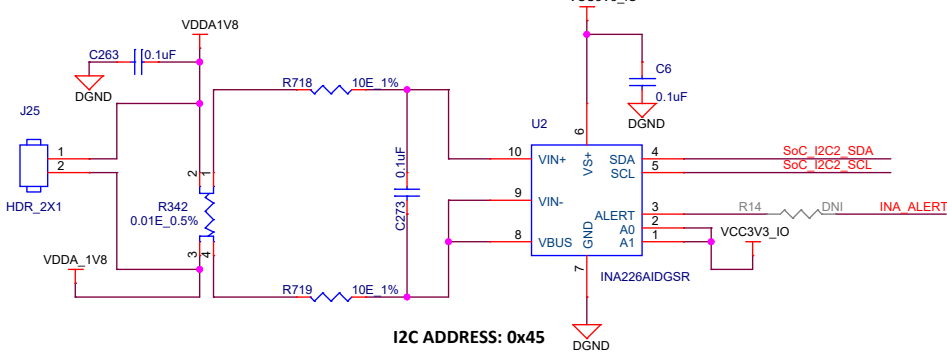 VDDA1V8
C263
0.1uF
DGND
C6
0.1uF
DGND
R718
10E_1%
J25
1
2
HDR_2X1
2
1
R342
0.01E_0.5%
3
4
0.1uF
C273
VDDA_1V8
R719
10E_1%
U2
6
VS+
10
VIN+
9
VIN-
8
VBUS
SDA
4
SoC_I2C2_SDA
SCL
5
SoC_I2C2_SCL
ALERT
3
R14
DNI
INA_ALERT
A0
2
A1
1
VCC3V3_IO
GND
7
INA226AIDGSR
I2C ADDRESS: 0x45
DGND